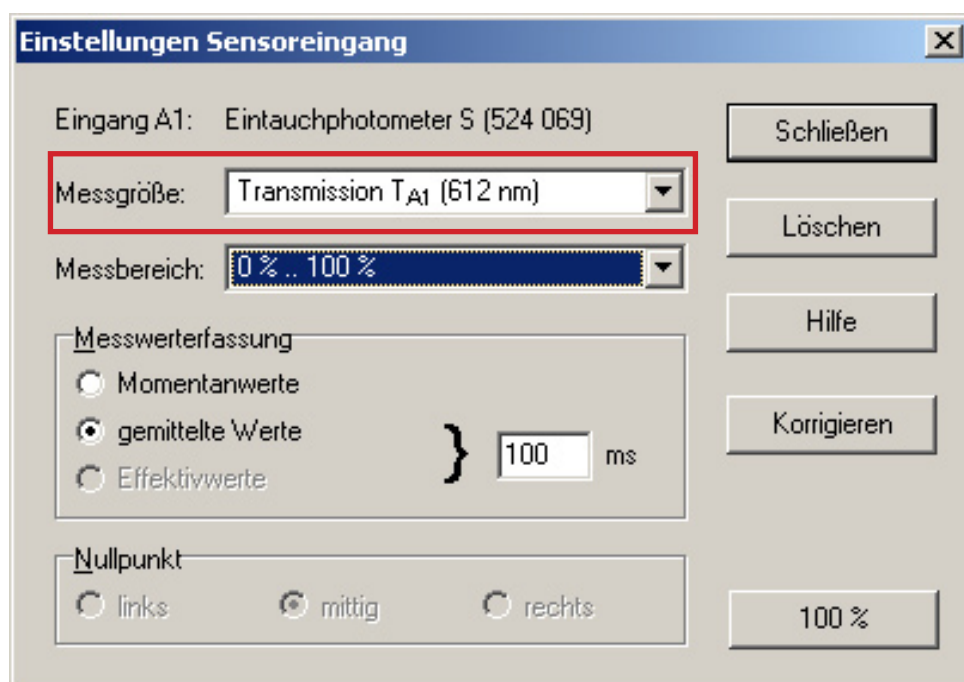 Einstellungen Sensoreingang
Eingang A1: Eintauchphotometer S (524 069)
Schließen
Messgröße: Transmission T_A1 (612 nm)
Löschen
Messbereich: 0 % .. 100 %
Hilfe
Messwerterfassung
Momentanwerte
gemittelte Werte } 100 ms
Korrigieren
Effektivwerte
Nullpunkt
links mittig rechts
100 %